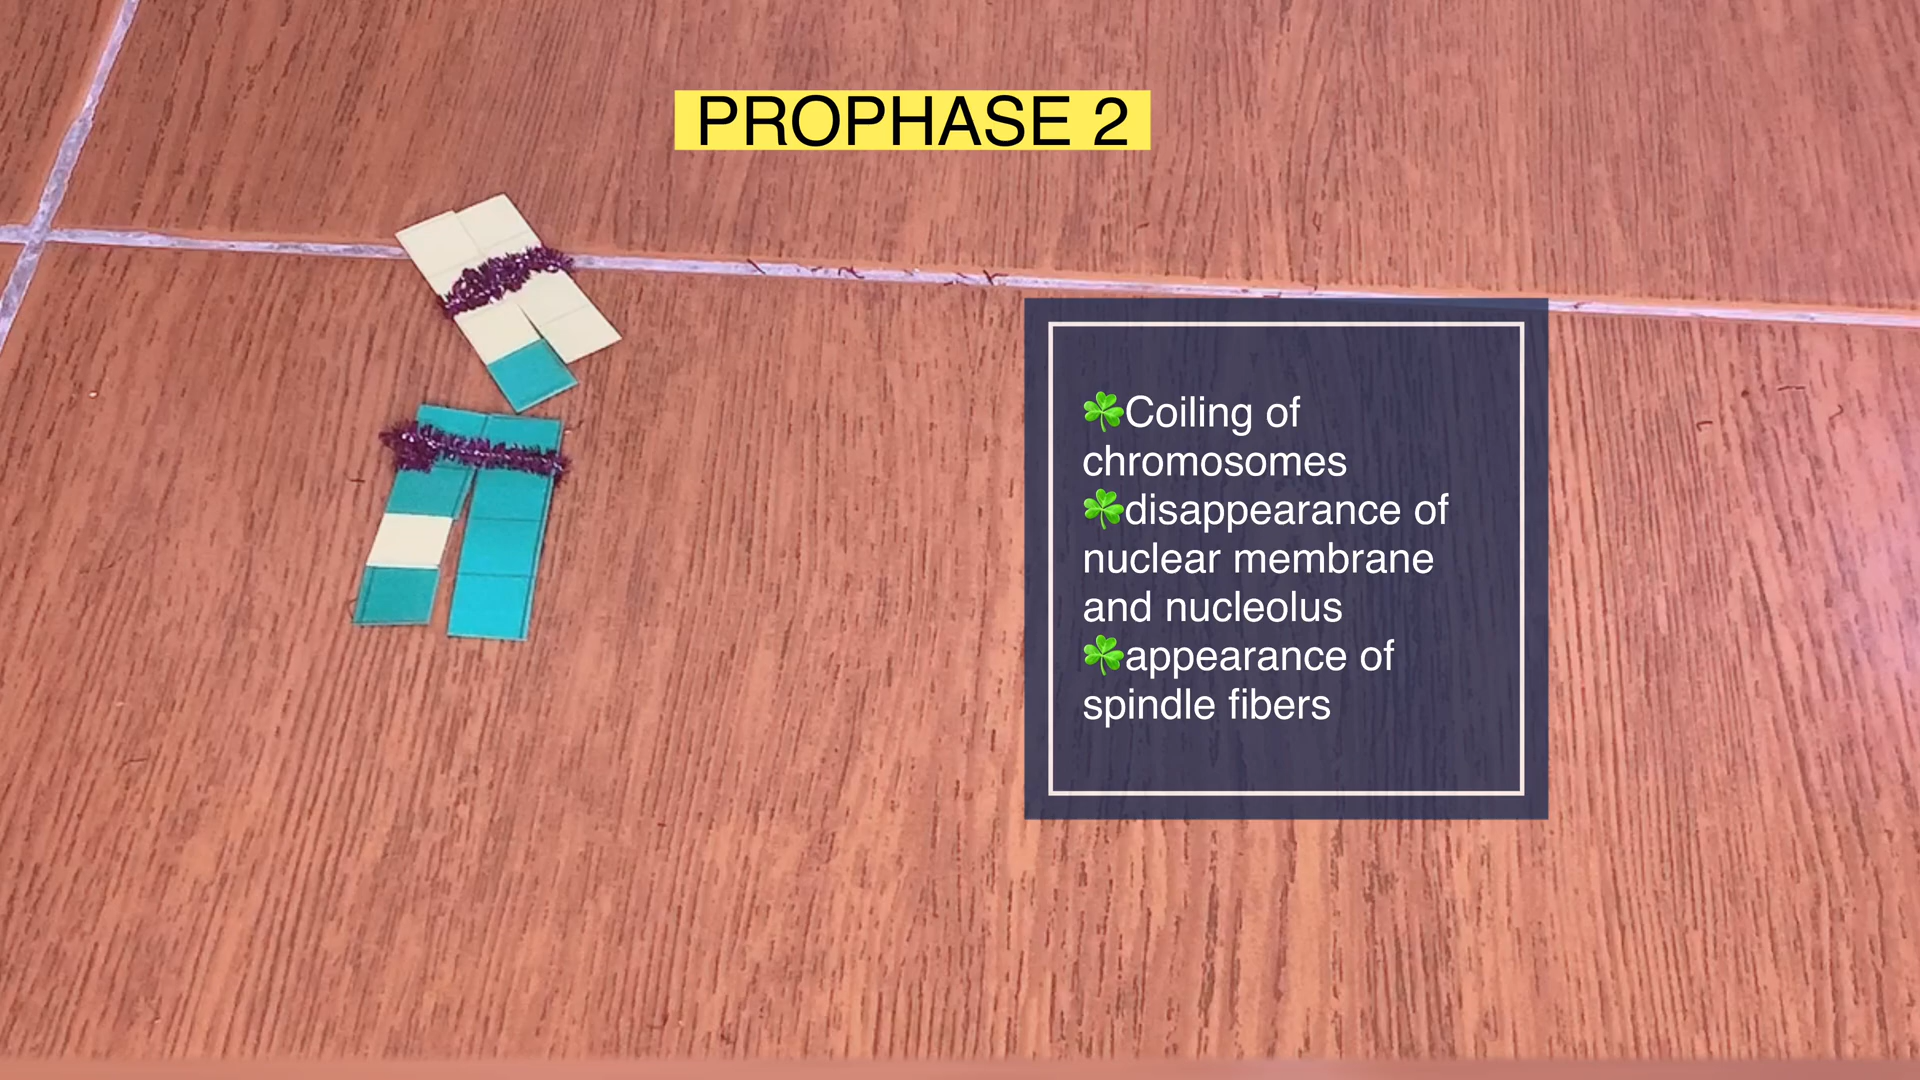 PROPHASE 2
☘️Coiling of
chromosomes
☘️disappearance of
nuclear membrane
and nucleolus
☘️appearance of
spindle fibers